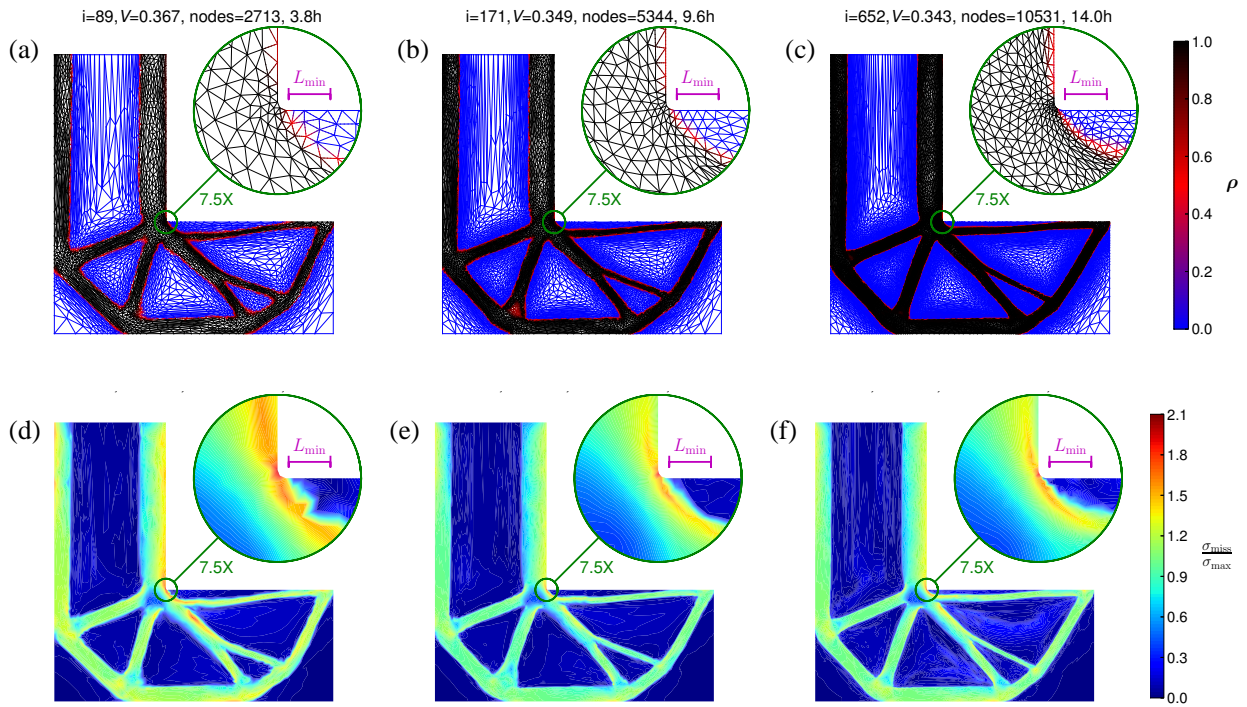 i=89, V=0.367, nodes=2713, 3.8h
i=171, V=0.349, nodes=5344, 9.6h
i=652, V=0.343, nodes=10531, 14.0h
(a)
(b)
(c)
L_min
L_min
L_min
7.5X
7.5X
7.5X
1.0
0.8
0.6
0.4
0.2
0.0
ρ
(d)
(e)
(f)
L_min
L_min
L_min
7.5X
7.5X
7.5X
2.1
1.8
1.5
1.2
0.9
0.6
0.3
0.0
σ_miss
σ_max